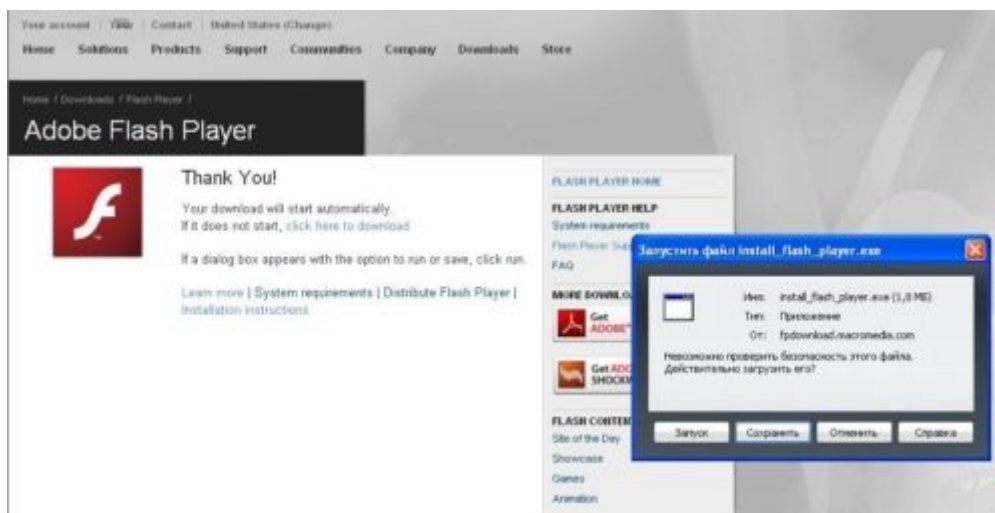 Your account | | Contact | United States (Change)
Home Solutions Products Support Communities Company Downloads Store
Home / Downloads / Flash Player /
Adobe Flash Player
Thank You!
Your download will start automatically.
If it does not start, click here to download
If a dialog box appears with the option to run or save, click run.
Learn more | System requirements | Distribute Flash Player |
Installation instructions
FLASH PLAYER HOME
FLASH PLAYER HELP
System requirements
Flash Player
FAQ
MORE
Get
ADOBE
Get
FLASH
Site of the Day
Showcase
Games
Animation
Запустить файл install_flash_player.exe
Имя: install_flash_player.exe (1,8 МБ)
Тип: Приложение
От: fpdownload.macromedia.com
Невозможно проверить безопасность этого файла.
Действительно загрузить его?
Запуск Сохранить Отменить Справка